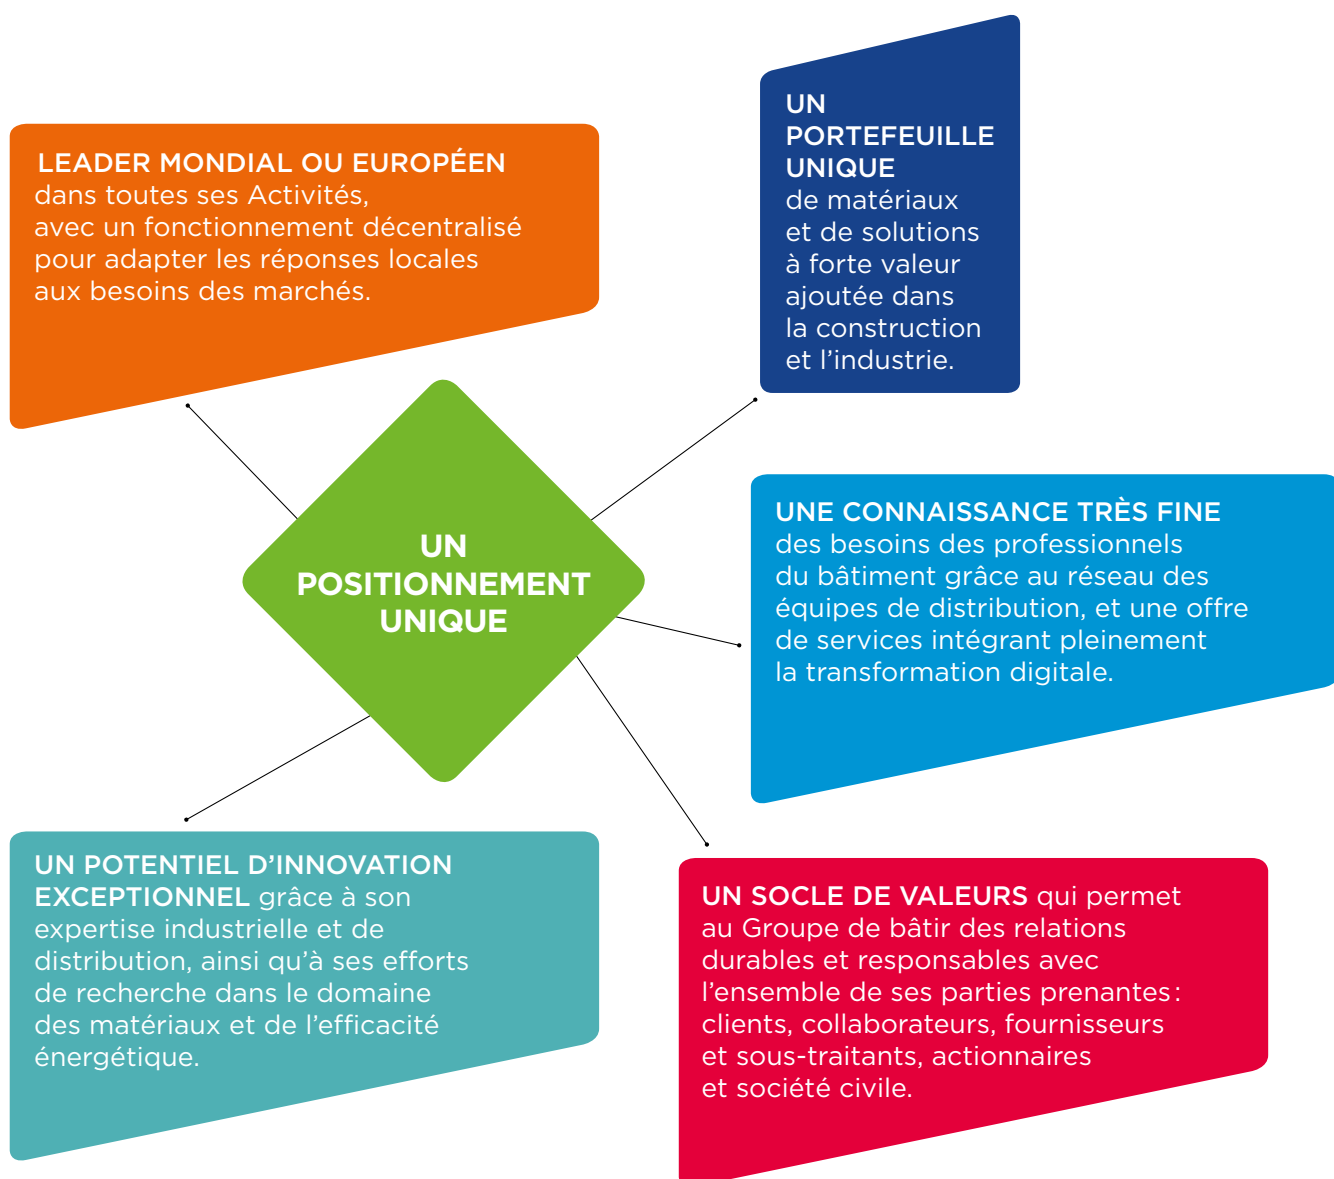 LEADER MONDIAL OU EUROPÉEN
dans toutes ses Activités,
avec un fonctionnement décentralisé
pour adapter les réponses locales
aux besoins des marchés.
UN
PORTEFEUILLE
UNIQUE
de matériaux
et de solutions
à forte valeur
ajoutée dans
la construction
et l’industrie.
UN
POSITIONNEMENT
UNIQUE
UNE CONNAISSANCE TRÈS FINE
des besoins des professionnels
du bâtiment grâce au réseau des
équipes de distribution, et une offre
de services intégrant pleinement
la transformation digitale.
UN POTENTIEL D’INNOVATION
EXCEPTIONNEL grâce à son
expertise industrielle et de
distribution, ainsi qu’à ses efforts
de recherche dans le domaine
des matériaux et de l’efficacité
énergétique.
UN SOCLE DE VALEURS qui permet
au Groupe de bâtir des relations
durables et responsables avec
l’ensemble de ses parties prenantes :
clients, collaborateurs, fournisseurs
et sous-traitants, actionnaires
et société civile.